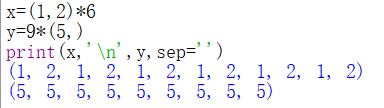 x=(1,2)*6
y=9*(5,)
print(x,'\n',y,sep='')
(1, 2, 1, 2, 1, 2, 1, 2, 1, 2, 1, 2)
(5, 5, 5, 5, 5, 5, 5, 5, 5)